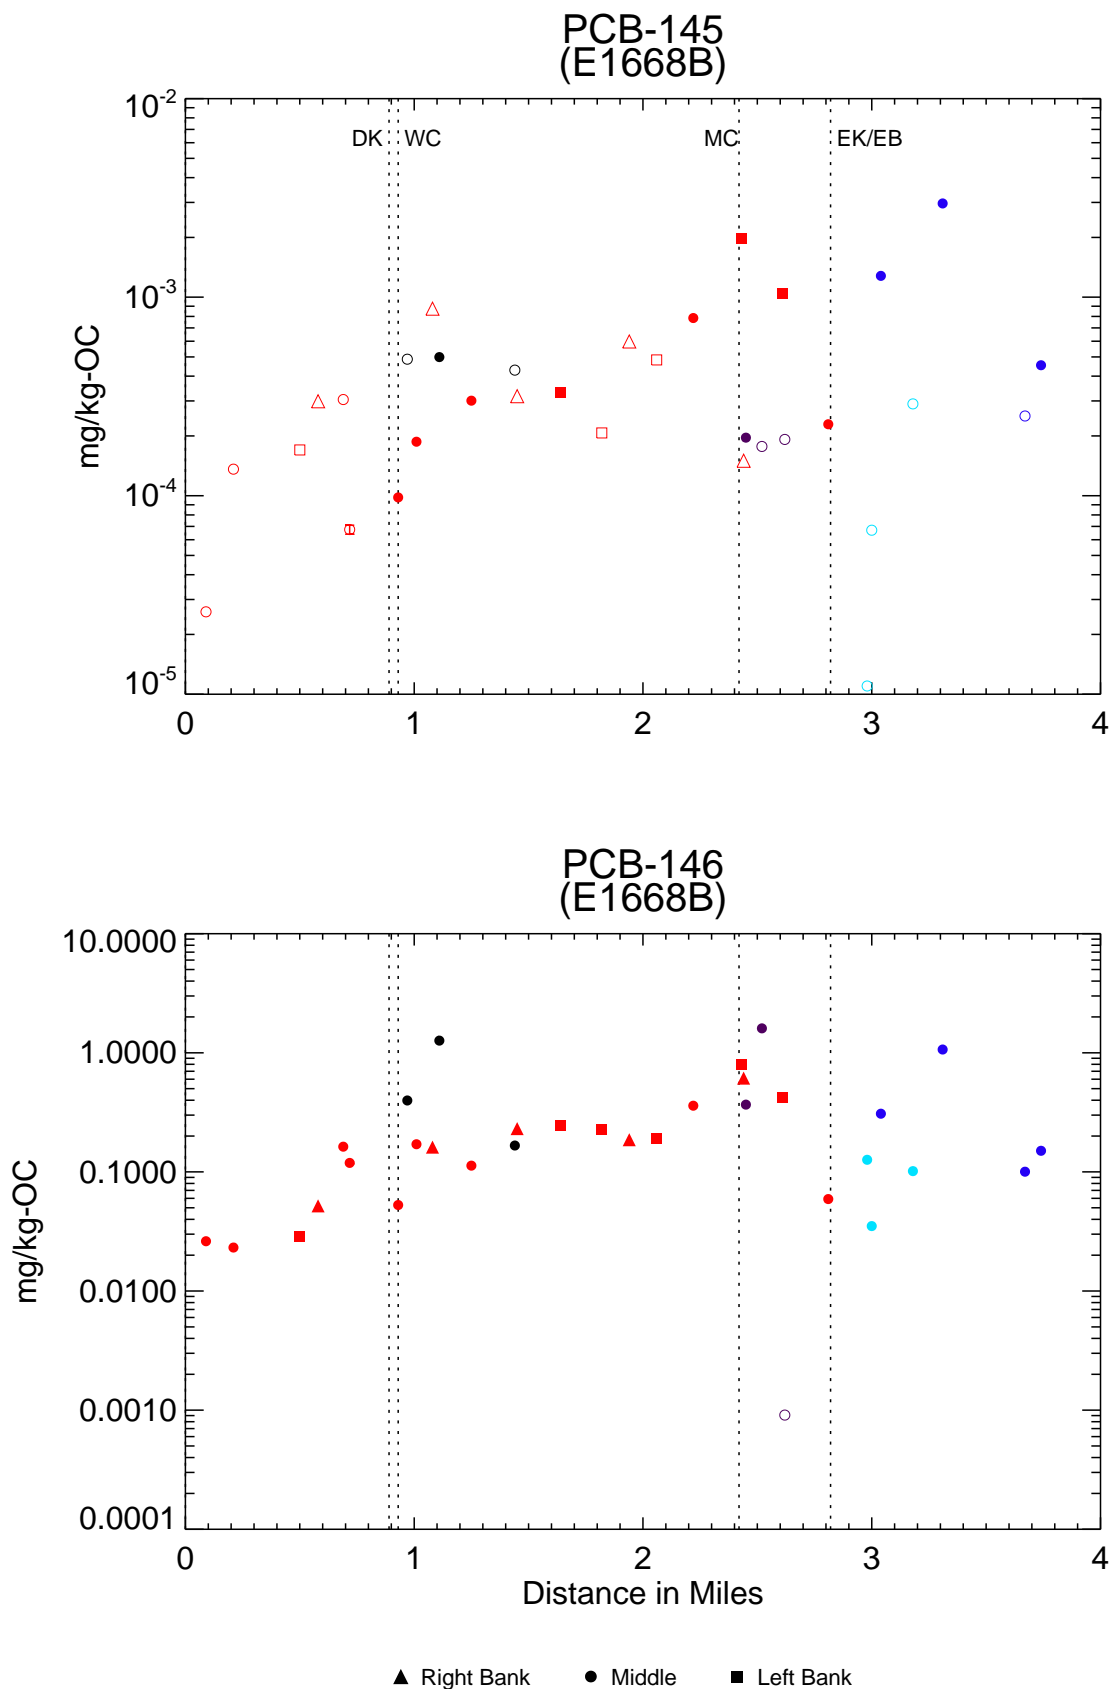 PCB-145
(E1668B)
10-2
DK WC MC EK/EB
10-3
mg/kg-OC
10-4
10-5
0 1 2 3 4
PCB-146
(E1668B)
10.0000
1.0000
0.1000
mg/kg-OC
0.0100
0.0010
0.0001
0 1 2 3 4
Distance in Miles
Right Bank Middle Left Bank